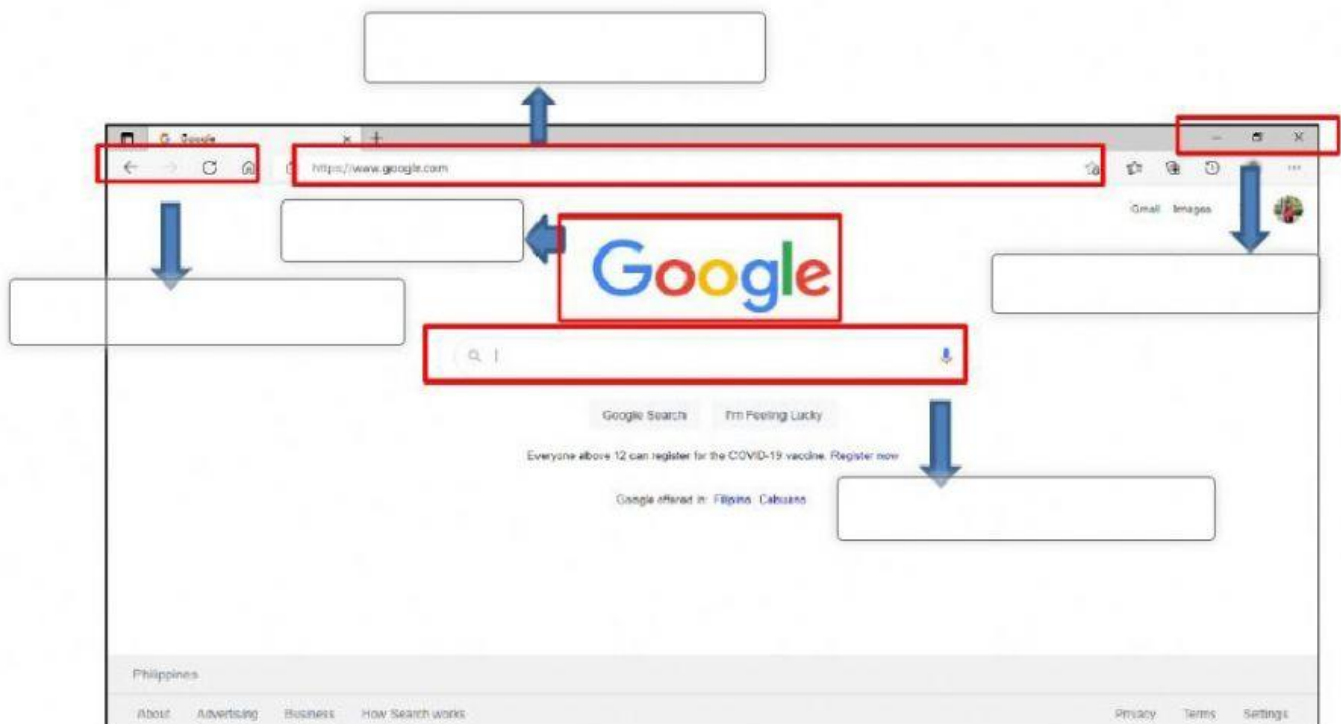 Google
https://www.google.com
Gmail Images
Google
Google Search I'm Feeling Lucky
Everyone above 12 can register for the COVID-19 vaccine. Register now
Google offered in: Filipino Cebuano
Philippines
About Advertising Business How Search works Privacy Terms Settings